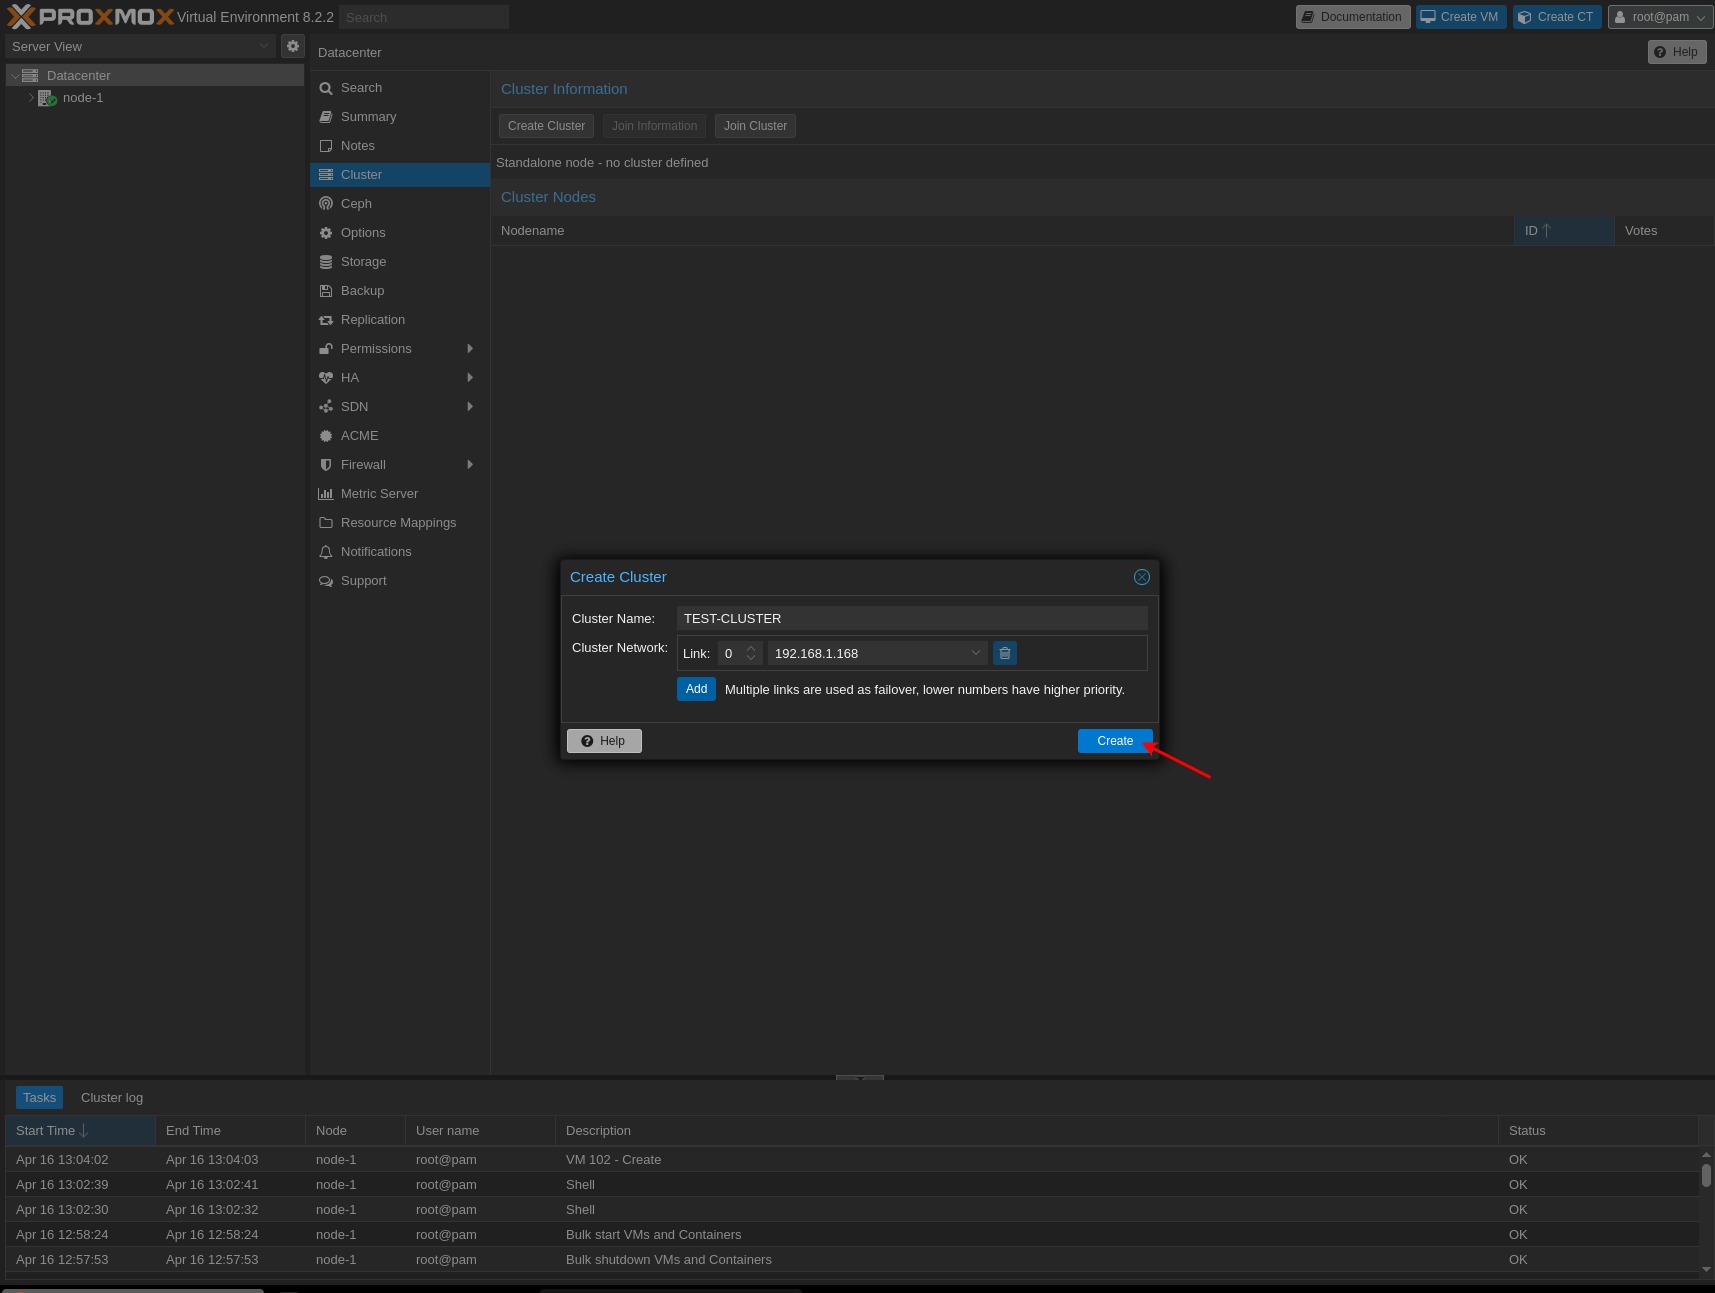 PROXMOX Virtual Environment 8.2.2 Search Documentation Create VM Create CT root@pam
Server View
Datacenter
node-1
Datacenter Help
Search
Summary
Notes
Cluster
Ceph
Options
Storage
Backup
Replication
Permissions
HA
SDN
ACME
Firewall
Metric Server
Resource Mappings
Notifications
Support
Cluster Information
Create Cluster Join Information Join Cluster
Standalone node - no cluster defined
Cluster Nodes
Nodename ID Votes
Create Cluster
Cluster Name: TEST-CLUSTER
Cluster Network: Link: 0 192.168.1.168
Add Multiple links are used as failover, lower numbers have higher priority.
Help Create
Tasks Cluster log
Start Time End Time Node User name Description Status
Apr 16 13:04:02 Apr 16 13:04:03 node-1 root@pam VM 102 - Create OK
Apr 16 13:02:39 Apr 16 13:02:41 node-1 root@pam Shell OK
Apr 16 13:02:30 Apr 16 13:02:32 node-1 root@pam Shell OK
Apr 16 12:58:24 Apr 16 12:58:24 node-1 root@pam Bulk start VMs and Containers OK
Apr 16 12:57:53 Apr 16 12:57:53 node-1 root@pam Bulk shutdown VMs and Containers OK